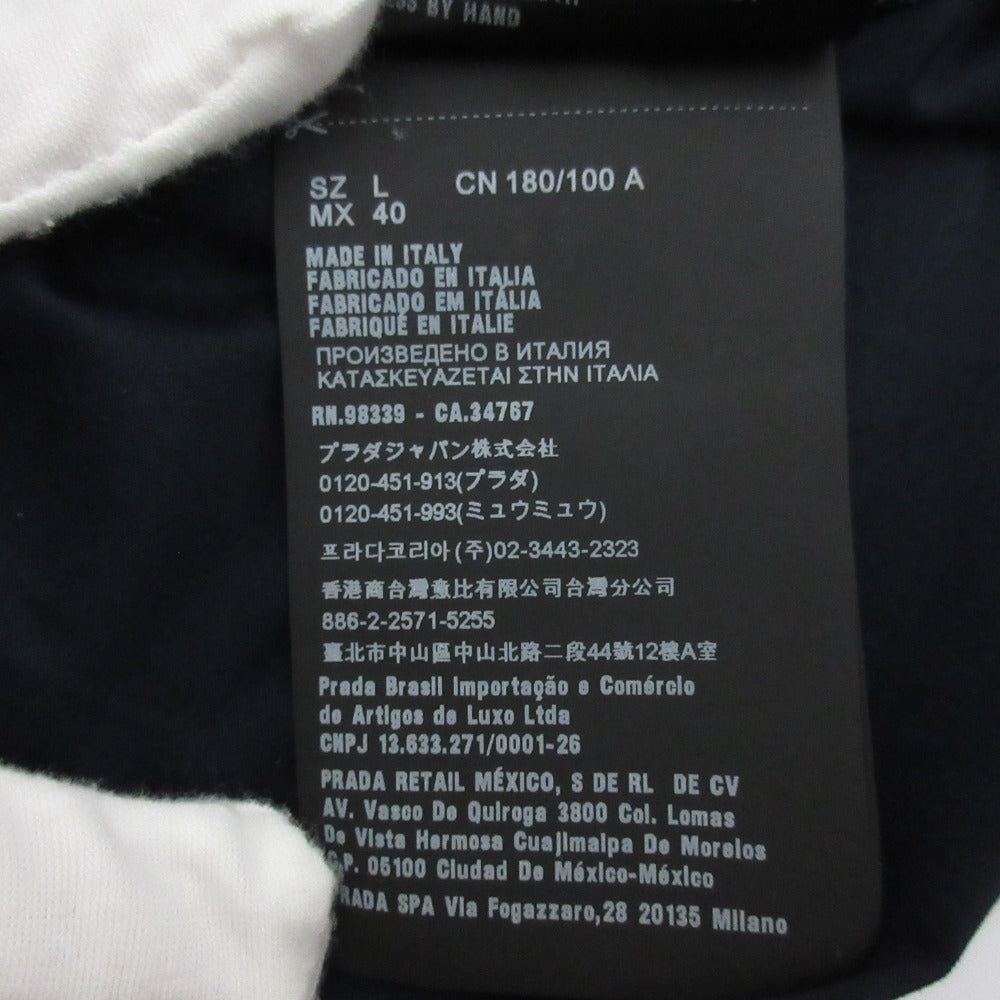 BY HAND
SZ L CN 180/100 A
MX 40
MADE IN ITALY
FABRICADO EN ITALIA
FABRICADO EM ITÁLIA
FABRIQUÉ EN ITALIE
ПРОИЗВЕДЕНО В ИТАЛИЯ
ΚΑΤΑΣΚΕΥΑΖΕΤΑΙ ΣΤΗΝ ΙΤΑΛΙΑ
RN.98339 - CA.34767
プラダジャパン株式会社
0120-451-913(プラダ)
0120-451-993(ミュウミュウ)
프라다코리아(주)02-3443-2323
香港商台灣意比有限公司台灣分公司
886-2-2571-5255
臺北市中山區中山北路二段44號12樓A室
Prada Brasil Importação e Comércio
de Artigos de Luxo Ltda
CNPJ 13.633.271/0001-26
PRADA RETAIL MÉXICO, S DE RL DE CV
AV. Vasco De Quiroga 3800 Col. Lomas
De Vista Hermosa Cuajimalpa De Morelos
C.P. 05100 Ciudad De México-México
PRADA SPA Via Fogazzaro,28 20135 Milano